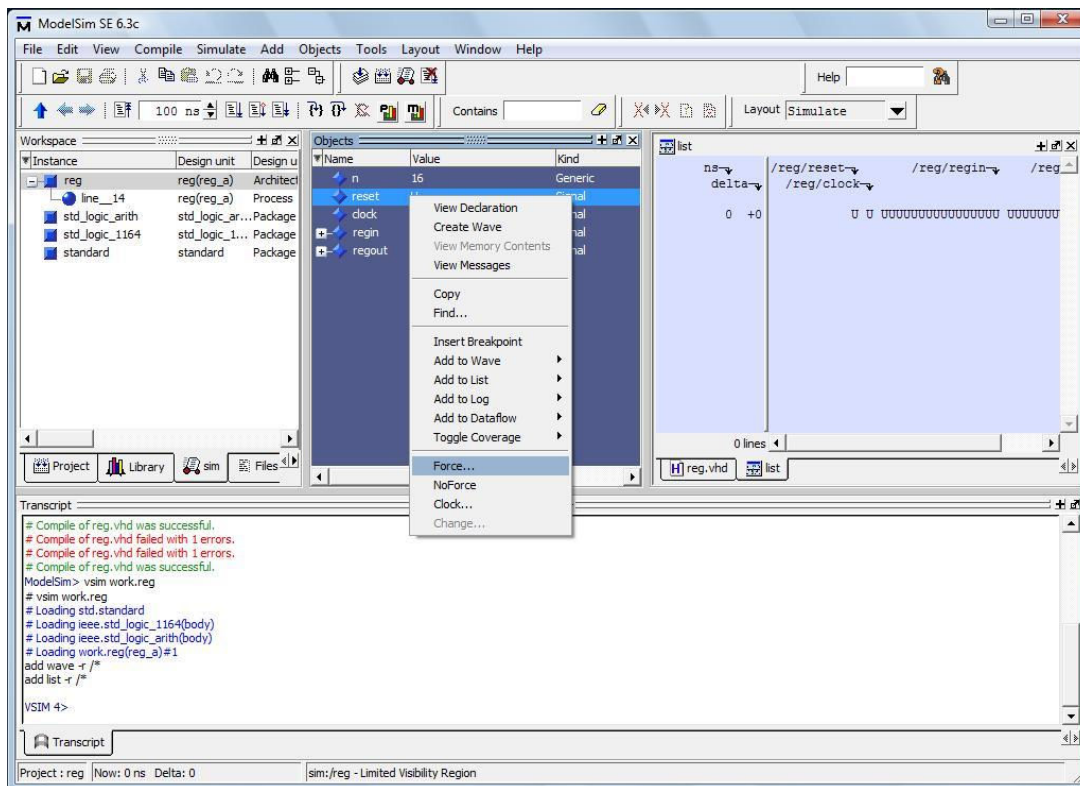 ModelSim SE 6.3c
File Edit View Compile Simulate Add Objects Tools Layout Window Help
Help
100 ns Contains Layout Simulate
Workspace
Instance Design unit Design u
reg reg(reg_a) Architect
line__14 reg(reg_a) Process
std_logic_arith std_logic_ar... Package
std_logic_1164 std_logic_1... Package
standard standard Package
Project Library sim Files
Objects
Name Value Kind
n 16 Generic
reset
clock
regin
regout
View Declaration
Create Wave
View Memory Contents
View Messages
Copy
Find...
Insert Breakpoint
Add to Wave
Add to List
Add to Log
Add to Dataflow
Toggle Coverage
Force...
NoForce
Clock...
Change...
list
ns /reg/reset /reg/regin /reg
delta /reg/clock
0 +0 U U UUUUUUUUUUUUUUUU UUUUUUU
0 lines
reg.vhd list
Transcript
# Compile of reg.vhd was successful.
# Compile of reg.vhd failed with 1 errors.
# Compile of reg.vhd failed with 1 errors.
# Compile of reg.vhd was successful.
ModelSim> vsim work.reg
# vsim work.reg
# Loading std.standard
# Loading ieee.std_logic_1164(body)
# Loading ieee.std_logic_arith(body)
# Loading work.reg(reg_a)#1
add wave -r /*
add list -r /*
VSIM 4>
Transcript
Project : reg Now: 0 ns Delta: 0 sim:/reg - Limited Visibility Region